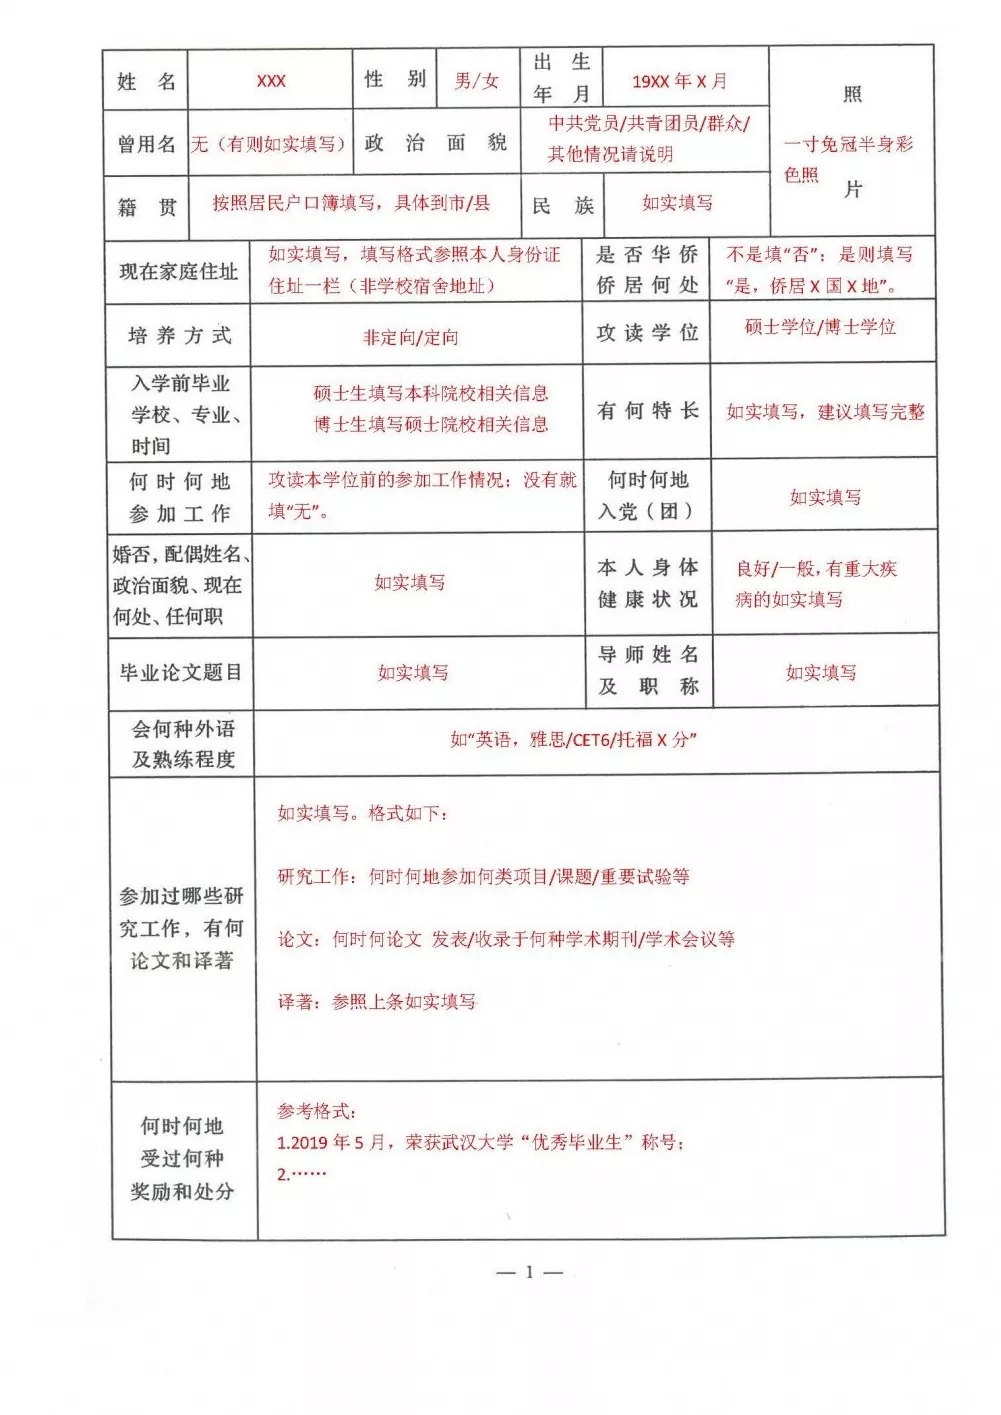 姓 名 XXX 性 别 男/女 出 生 年 月 19XX 年 X 月 照
曾用名 无（有则如实填写） 政 治 面 貌 中共党员/共青团员/群众/
其他情况请说明
一寸免冠半身彩
色照
片
籍 贯 按照居民户口簿填写，具体到市/县 民 族 如实填写
现在家庭住址
如实填写，填写格式参照本人身份证
住址一栏（非学校宿舍地址）
是 否 华 侨
侨 居 何 处
不是填“否”；是则填写
“是，侨居 X 国 X 地”。
培 养 方 式 非定向/定向 攻 读 学 位 硕士学位/博士学位
入学前毕业
学校、专业、
时间
硕士生填写本科院校相关信息
博士生填写硕士院校相关信息
有 何 特 长 如实填写，建议填写完整
何 时 何 地
参 加 工 作
攻读本学位前的参加工作情况；没有就
填“无”。
何时何地
入党（团）
如实填写
婚否，配偶姓名、
政治面貌、现在
何处、任何职
如实填写
本 人 身 体
健 康 状 况
良好/一般，有重大疾
病的如实填写
毕业论文题目 如实填写
导 师 姓 名
及 职 称
如实填写
会何种外语
及熟练程度
如“英语，雅思/CET6/托福 X 分”
参加过哪些研
究工作，有何
论文和译著
如实填写。格式如下：
研究工作：何时何地参加何类项目/课题/重要试验等
论文：何时何论文 发表/收录于何种学术期刊/学术会议等
译著：参照上条如实填写
何时何地
受过何种
奖励和处分
参考格式：
1.2019 年 5 月，荣获武汉大学“优秀毕业生”称号；
2.……
— 1 —